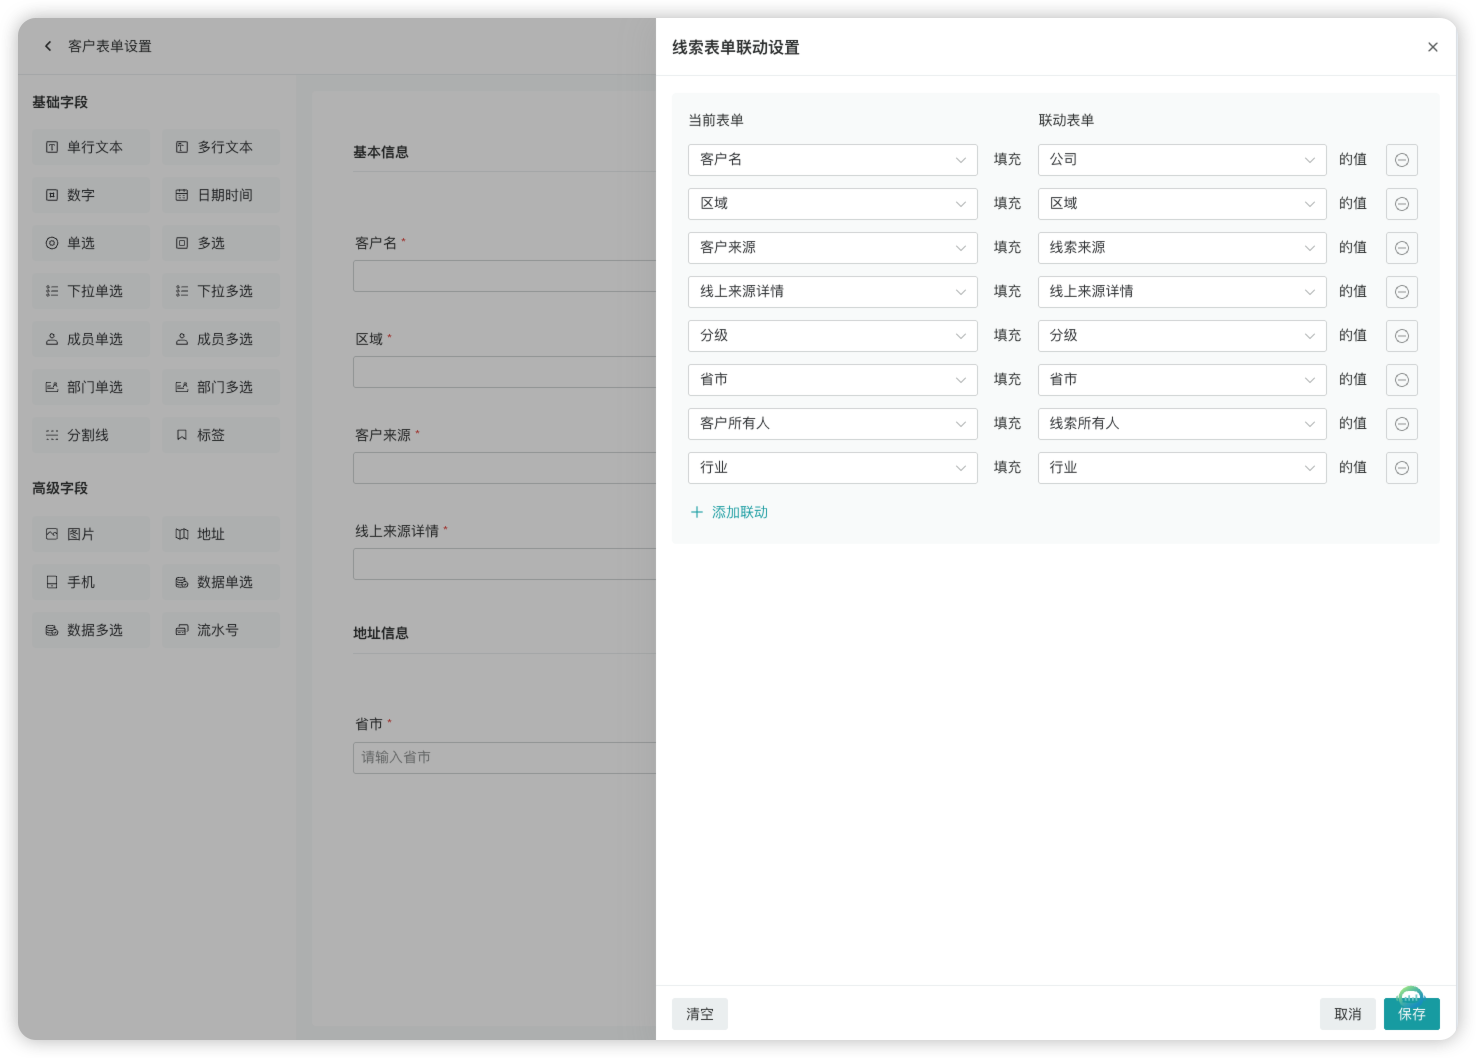 客户表单设置
基础字段
单行文本
多行文本
数字
日期时间
单选
多选
下拉单选
下拉多选
成员单选
成员多选
部门单选
部门多选
分割线
标签
高级字段
图片
地址
手机
数据单选
数据多选
流水号
基本信息
客户名 *
区域 *
客户来源 *
线上来源详情 *
地址信息
省市 *
请输入省市
线索表单联动设置
当前表单 联动表单
客户名 填充 公司 的值
区域 填充 区域 的值
客户来源 填充 线索来源 的值
线上来源详情 填充 线上来源详情 的值
分级 填充 分级 的值
省市 填充 省市 的值
客户所有人 填充 线索所有人 的值
行业 填充 行业 的值
添加联动
清空
取消
保存